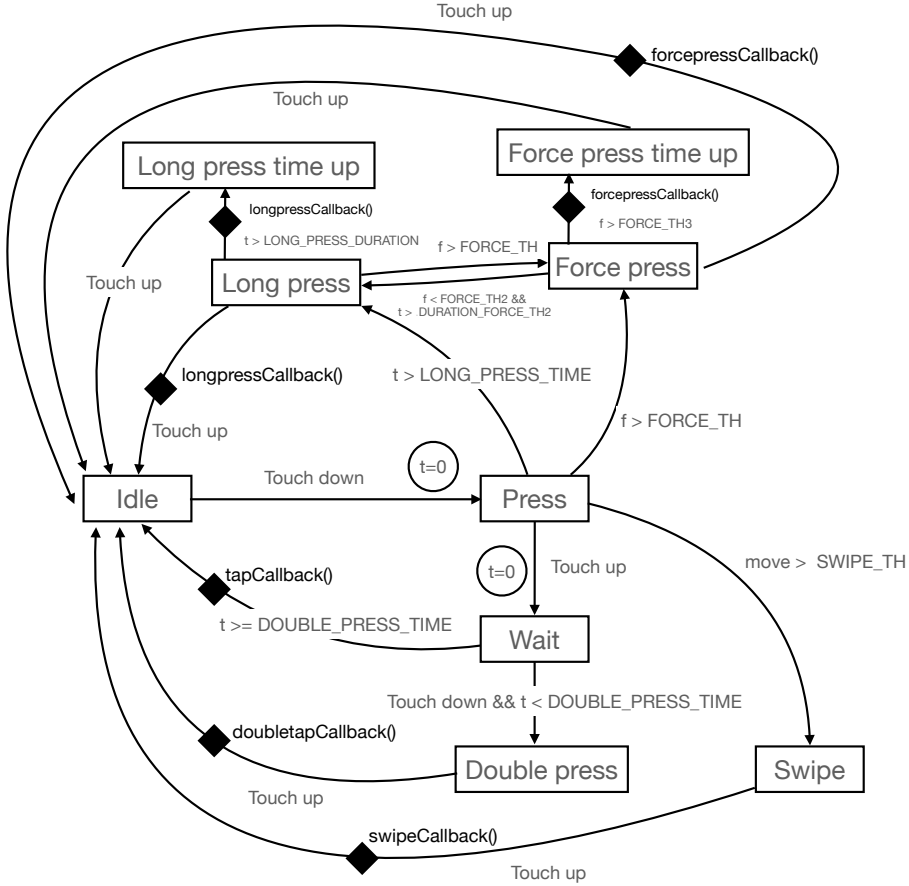 Touch up
forcepressCallback()
Touch up
Long press time up
Force press time up
longpressCallback()
forcepressCallback()
t > LONG_PRESS_DURATION
f > FORCE_TH3
f > FORCE_TH
Touch up
Long press
Force press
f < FORCE_TH2 &&
t > DURATION_FORCE_TH2
longpressCallback()
t > LONG_PRESS_TIME
Touch up
f > FORCE_TH
t=0
Touch down
Idle
Press
tapCallback()
t=0
Touch up
move > SWIPE_TH
t >= DOUBLE_PRESS_TIME
Wait
Touch down && t < DOUBLE_PRESS_TIME
doubletapCallback()
Double press
Swipe
Touch up
swipeCallback()
Touch up